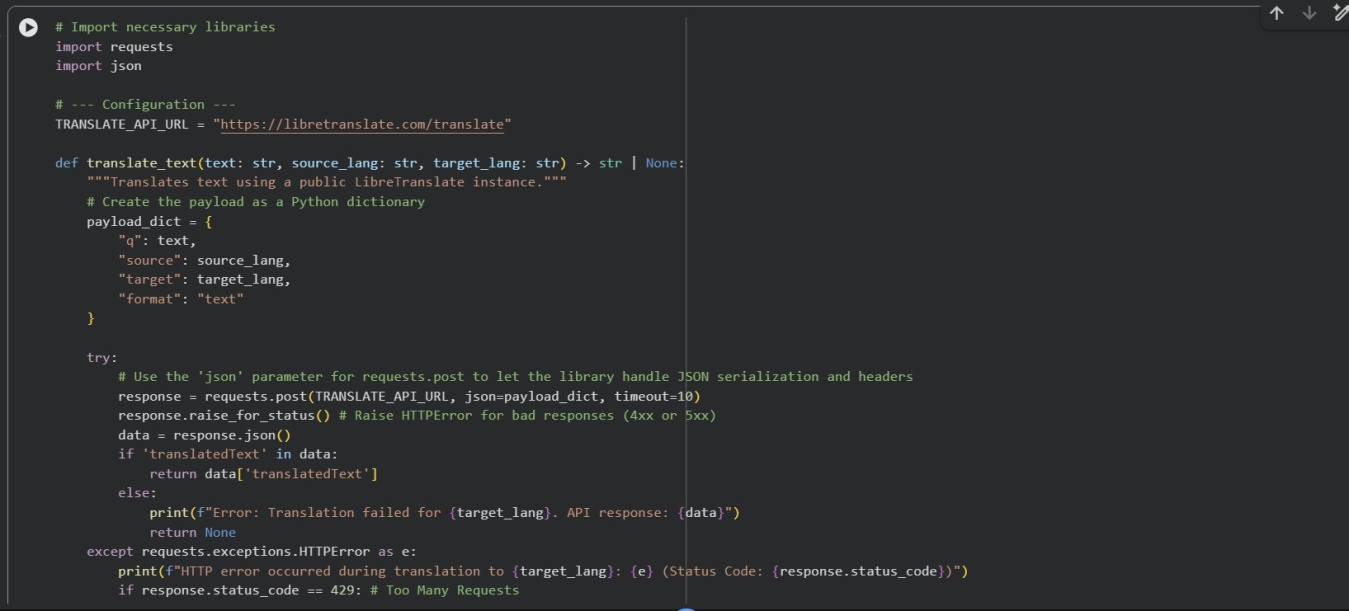 # Import necessary libraries
import requests
import json
# --- Configuration ---
TRANSLATE_API_URL = "https://libretranslate.com/translate"
def translate_text(text: str, source_lang: str, target_lang: str) -> str | None:
    """Translates text using a public LibreTranslate instance."""
    # Create the payload as a Python dictionary
    payload_dict = {
        "q": text,
        "source": source_lang,
        "target": target_lang,
        "format": "text"
    }
    try:
        # Use the 'json' parameter for requests.post to let the library handle JSON serialization and headers
        response = requests.post(TRANSLATE_API_URL, json=payload_dict, timeout=10)
        response.raise_for_status() # Raise HTTPError for bad responses (4xx or 5xx)
        data = response.json()
        if 'translatedText' in data:
            return data['translatedText']
        else:
            print(f"Error: Translation failed for {target_lang}. API response: {data}")
            return None
    except requests.exceptions.HTTPError as e:
        print(f"HTTP error occurred during translation to {target_lang}: {e} (Status Code: {response.status_code})")
        if response.status_code == 429: # Too Many Requests